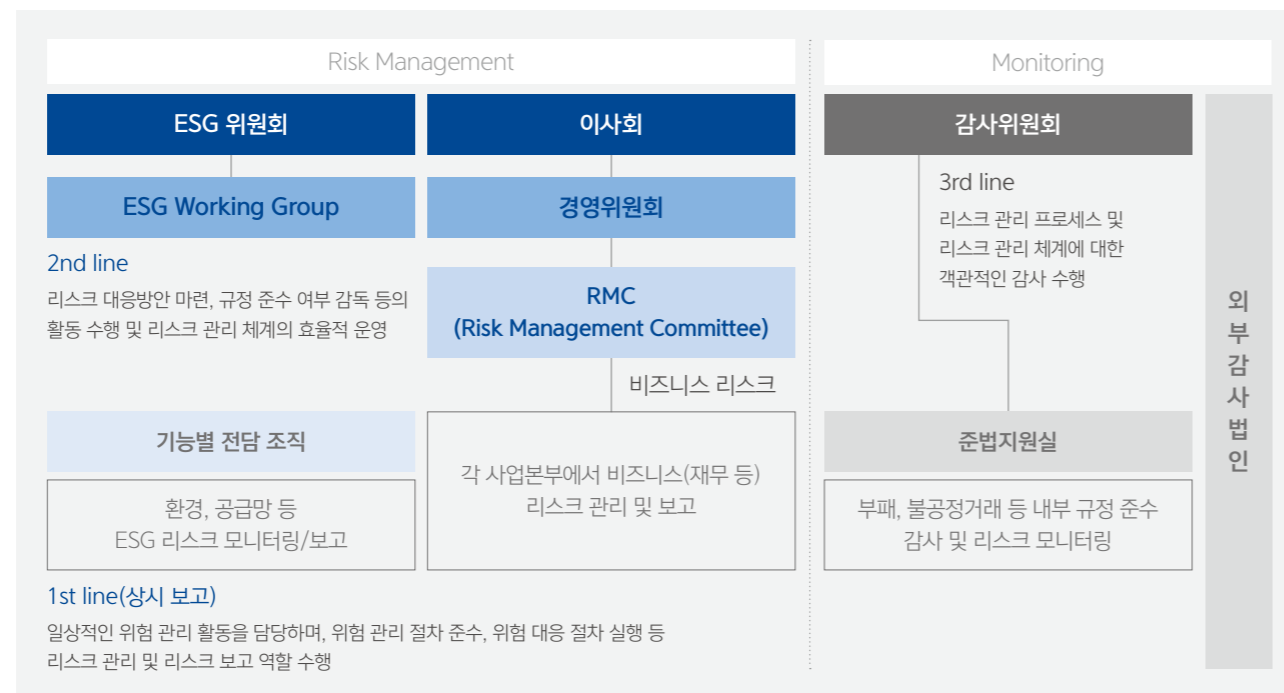 Risk Management
ESG 위원회
이사회
ESG Working Group
경영위원회
2nd line
리스크 대응방안 마련, 규정 준수 여부 감독 등의
활동 수행 및 리스크 관리 체계의 효율적 운영
RMC
(Risk Management Committee)
비즈니스 리스크
기능별 전담 조직
환경, 공급망 등
ESG 리스크 모니터링/보고
각 사업본부에서 비즈니스(재무 등)
리스크 관리 및 보고
1st line(상시 보고)
일상적인 위험 관리 활동을 담당하며, 위험 관리 절차 준수, 위험 대응 절차 실행 등
리스크 관리 및 리스크 보고 역할 수행
Monitoring
감사위원회
3rd line
리스크 관리 프로세스 및
리스크 관리 체계에 대한
객관적인 감사 수행
준법지원실
부패, 불공정거래 등 내부 규정 준수
감사 및 리스크 모니터링
외부감사법인